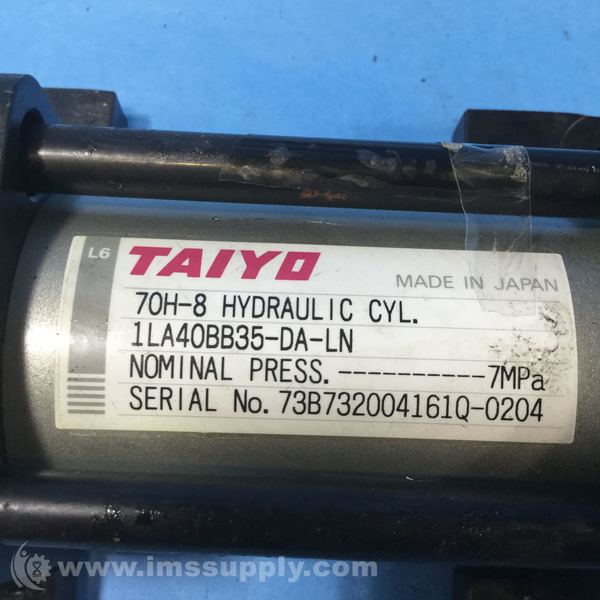 L6 TAIYO
MADE IN JAPAN
70H-8 HYDRAULIC CYL.
1LA40BB35-DA-LN
NOMINAL PRESS.----------7MPa
SERIAL No. 73B732004161Q-0204
www.imssupply.com